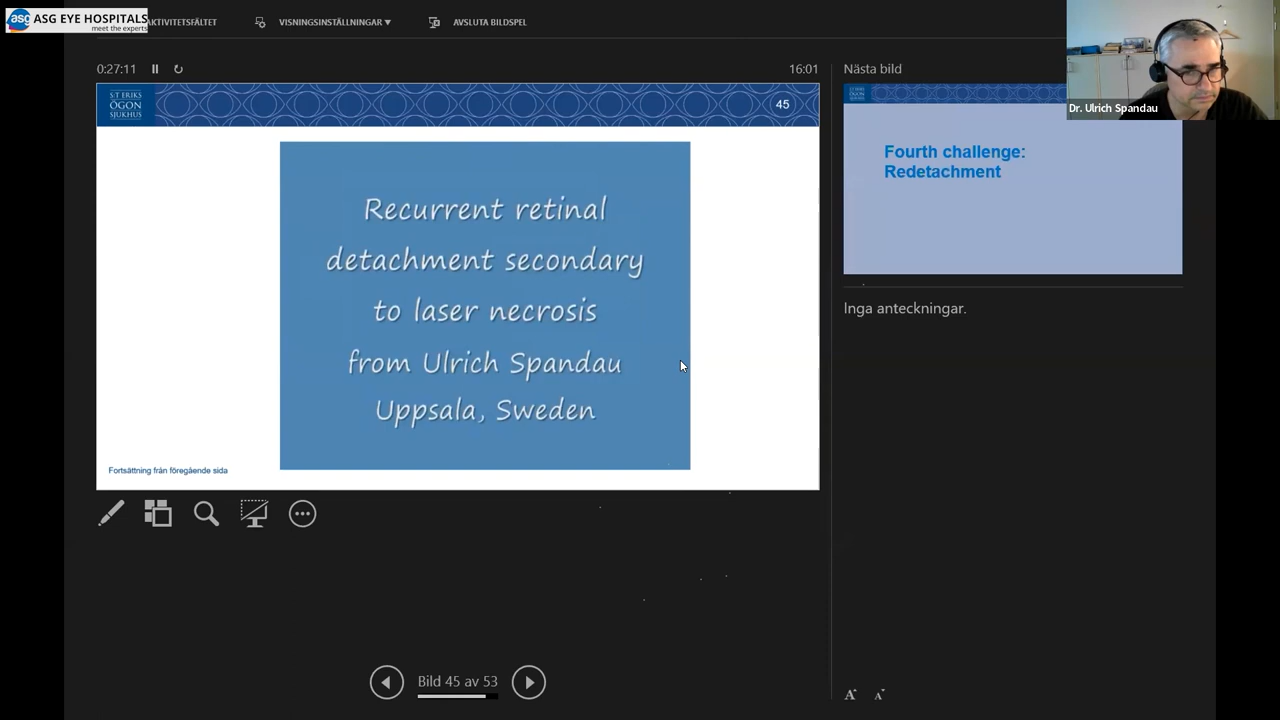 asg ASG EYE HOSPITALS
meet the experts
AKTIVITETSFÄLTET
VISNINGSINSTÄLLNINGAR
AVSLUTA BILDSPEL
0:27:11
16:01
Nästa bild
Dr. Ulrich Spandau
S:T ERIKS
ÖGON
SJUKHUS
45
Recurrent retinal
detachment secondary
to laser necrosis
from Ulrich Spandau
Uppsala, Sweden
Fortsättning från föregående sida
Fourth challenge:
Redetachment
Inga anteckningar.
Bild 45 av 53
A A